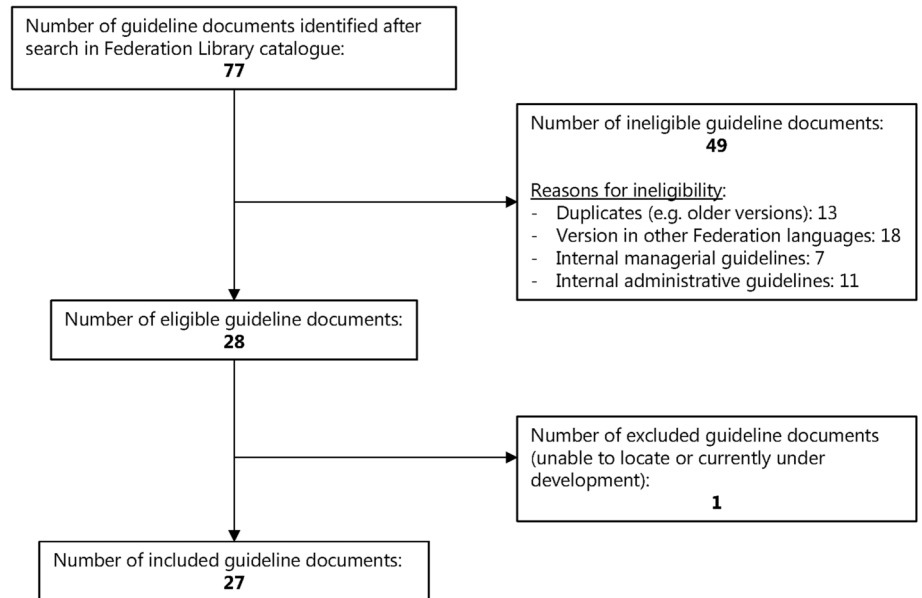 Number of guideline documents identified after
search in Federation Library catalogue:
77
Number of ineligible guideline documents:
49
Reasons for ineligibility:
- Duplicates (e.g. older versions): 13
- Version in other Federation languages: 18
- Internal managerial guidelines: 7
- Internal administrative guidelines: 11
Number of eligible guideline documents:
28
Number of excluded guideline documents
(unable to locate or currently under
development):
1
Number of included guideline documents:
27